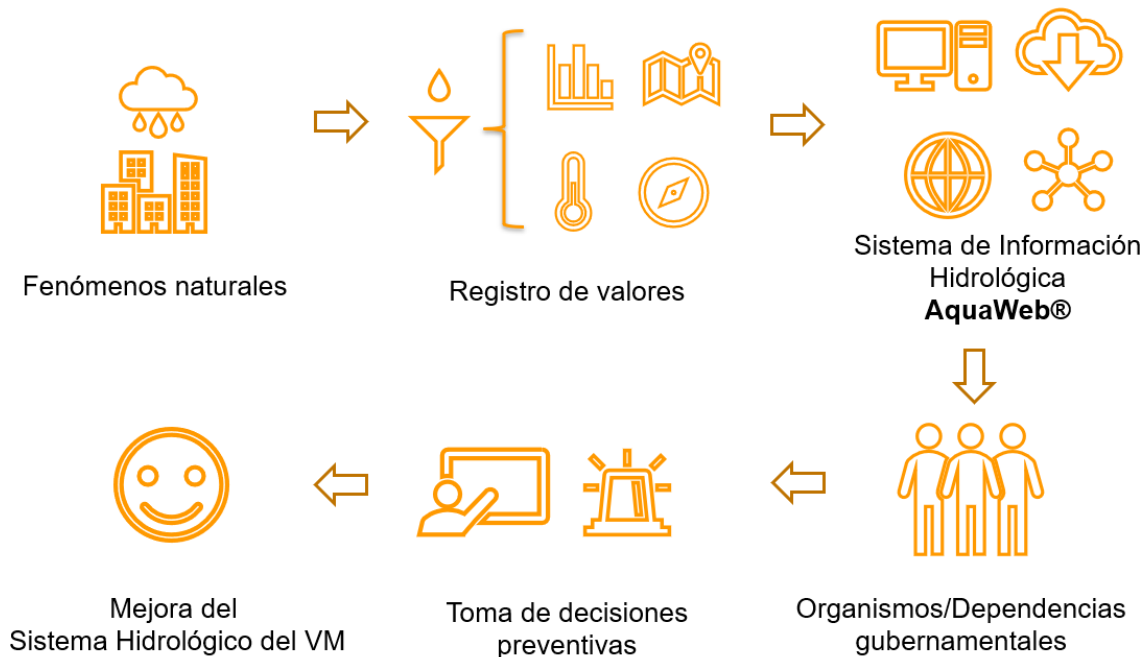 Fenómenos naturales
Registro de valores
Sistema de Información
Hidrológica
AquaWeb®
Mejora del
Sistema Hidrológico del VM
Toma de decisiones
preventivas
Organismos/Dependencias
gubernamentales